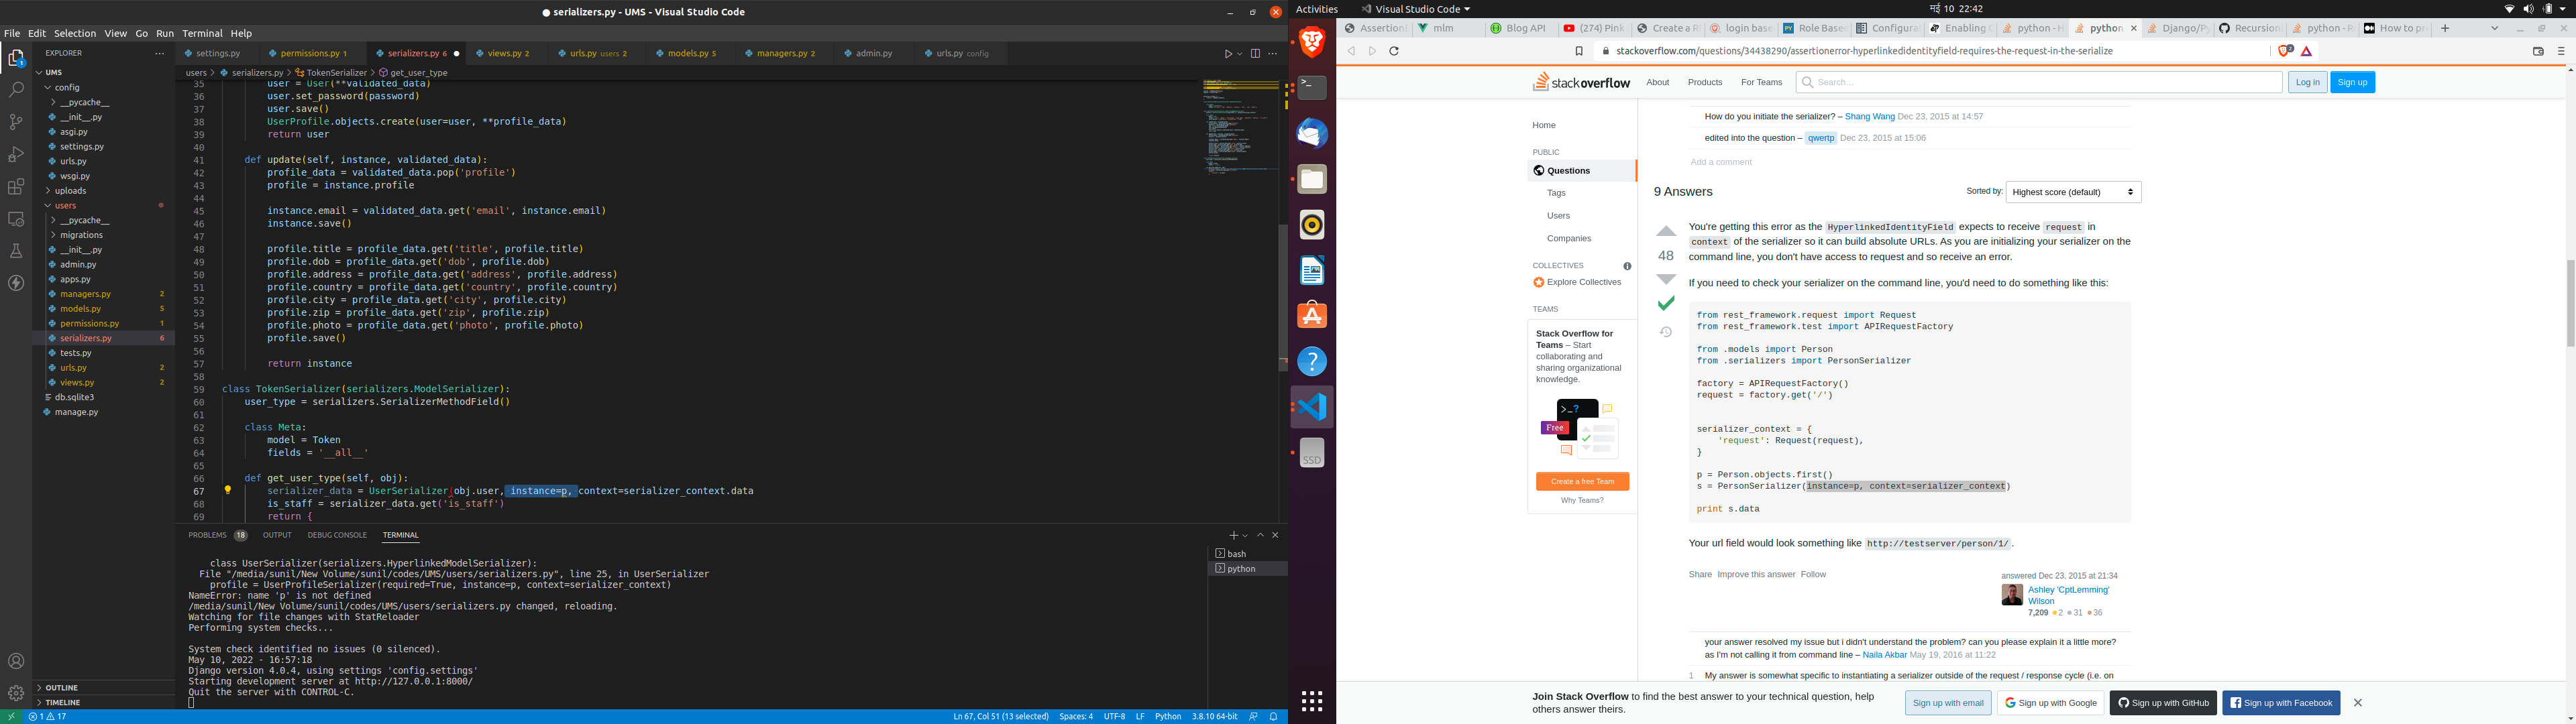 ● serializers.py - UMS - Visual Studio Code
File Edit Selection View Go Run Terminal Help
EXPLORER
settings.py
permissions.py 1
serializers.py 6 ●
views.py 2
urls.py users 2
models.py 5
managers.py 2
admin.py
urls.py config
UMS
config
__pycache__
__init__.py
asgi.py
settings.py
urls.py
wsgi.py
uploads
users
__pycache__
migrations
__init__.py
admin.py
apps.py
managers.py 2
models.py 5
permissions.py 1
serializers.py 6
tests.py
urls.py 2
views.py 2
db.sqlite3
manage.py
OUTLINE
TIMELINE
users > serializers.py > TokenSerializer > get_user_type
35 user = User(**validated_data)
36 user.set_password(password)
37 user.save()
38 UserProfile.objects.create(user=user, **profile_data)
39 return user
40
41 def update(self, instance, validated_data):
42 profile_data = validated_data.pop('profile')
43 profile = instance.profile
44
45 instance.email = validated_data.get('email', instance.email)
46 instance.save()
47
48 profile.title = profile_data.get('title', profile.title)
49 profile.dob = profile_data.get('dob', profile.dob)
50 profile.address = profile_data.get('address', profile.address)
51 profile.country = profile_data.get('country', profile.country)
52 profile.city = profile_data.get('city', profile.city)
53 profile.zip = profile_data.get('zip', profile.zip)
54 profile.photo = profile_data.get('photo', profile.photo)
55 profile.save()
56
57 return instance
58
59 class TokenSerializer(serializers.ModelSerializer):
60 user_type = serializers.SerializerMethodField()
61
62 class Meta:
63 model = Token
64 fields = '__all__'
65
66 def get_user_type(self, obj):
67 serializer_data = UserSerializer(obj.user, instance=p, context=serializer_context.data
68 is_staff = serializer_data.get('is_staff')
69 return {
PROBLEMS 18 OUTPUT DEBUG CONSOLE TERMINAL
bash
python
class UserSerializer(serializers.HyperlinkedModelSerializer):
File "/media/sunil/New Volume/sunil/codes/UMS/users/serializers.py", line 25, in UserSerializer
profile = UserProfileSerializer(required=True, instance=p, context=serializer_context)
NameError: name 'p' is not defined
/media/sunil/New Volume/sunil/codes/UMS/users/serializers.py changed, reloading.
Watching for file changes with StatReloader
Performing system checks...
System check identified no issues (0 silenced).
May 10, 2022 - 16:57:18
Django version 4.0.4, using settings 'config.settings'
Starting development server at http://127.0.0.1:8000/
Quit the server with CONTROL-C.
1 17
Ln 67, Col 51 (13 selected) Spaces: 4 UTF-8 LF Python 3.8.10 64-bit
Activities Visual Studio Code
मई 10 22:42
Assertion
mlm
Blog API
(274) Pink
Create a R
login base
Role Base
Configura
Enabling C
python - H
python
Django/P
Recursion
python - R
How to pr
stackoverflow.com/questions/34438290/assertionerror-hyperlinkedidentityfield-requires-the-request-in-the-serialize
stackoverflow About Products For Teams Search... Log in Sign up
SSD
Home
PUBLIC
Questions
Tags
Users
Companies
COLLECTIVES
Explore Collectives
TEAMS
Stack Overflow for
Teams – Start
collaborating and
sharing organizational
knowledge.
Free
Create a free Team
Why Teams?
How do you initiate the serializer? – Shang Wang Dec 23, 2015 at 14:57
edited into the question – qwertp Dec 23, 2015 at 15:06
Add a comment
9 Answers
Sorted by: Highest score (default)
48
You're getting this error as the HyperlinkedIdentityField expects to receive request in
context of the serializer so it can build absolute URLs. As you are initializing your serializer on the
command line, you don't have access to request and so receive an error.
If you need to check your serializer on the command line, you'd need to do something like this:
from rest_framework.request import Request
from rest_framework.test import APIRequestFactory
from .models import Person
from .serializers import PersonSerializer
factory = APIRequestFactory()
request = factory.get('/')
serializer_context = {
'request': Request(request),
}
p = Person.objects.first()
s = PersonSerializer(instance=p, context=serializer_context)
print s.data
Your url field would look something like http://testserver/person/1/.
Share Improve this answer Follow
answered Dec 23, 2015 at 21:34
Ashley 'CptLemming'
Wilson
7,209 2 31 36
your answer resolved my issue but i didn't understand the problem? can you please explain it a little more?
as I'm not calling it from command line – Naila Akbar May 19, 2016 at 11:22
1 My answer is somewhat specific to instantiating a serializer outside of the request / response cycle (i.e. on
Join Stack Overflow to find the best answer to your technical question, help
others answer theirs.
Sign up with email
Sign up with Google
Sign up with GitHub
Sign up with Facebook